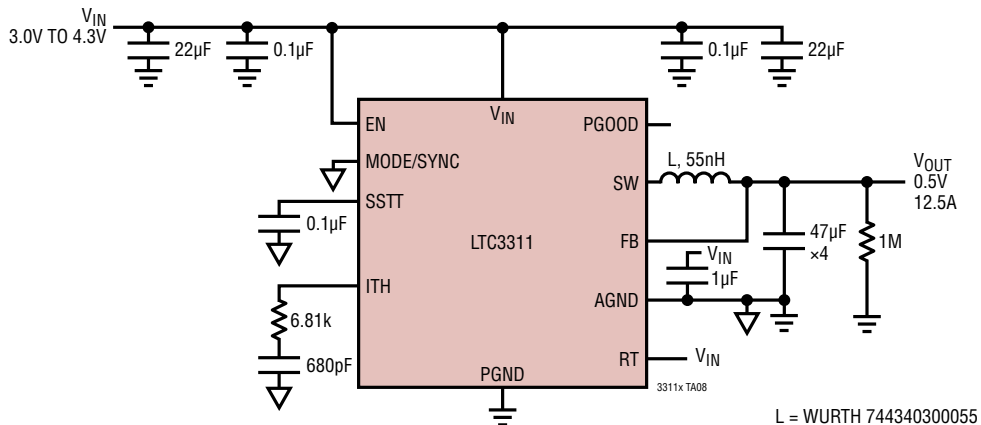 VIN
3.0V TO 4.3V
22µF
0.1µF
0.1µF
22µF
VIN
EN
PGOOD
MODE/SYNC
L, 55nH
VOUT
0.5V
12.5A
SW
SSTT
0.1µF
LTC3311
FB
47µF
×4
1M
VIN
1µF
ITH
AGND
6.81k
680pF
RT
VIN
PGND
3311x TA08
L = WURTH 744340300055